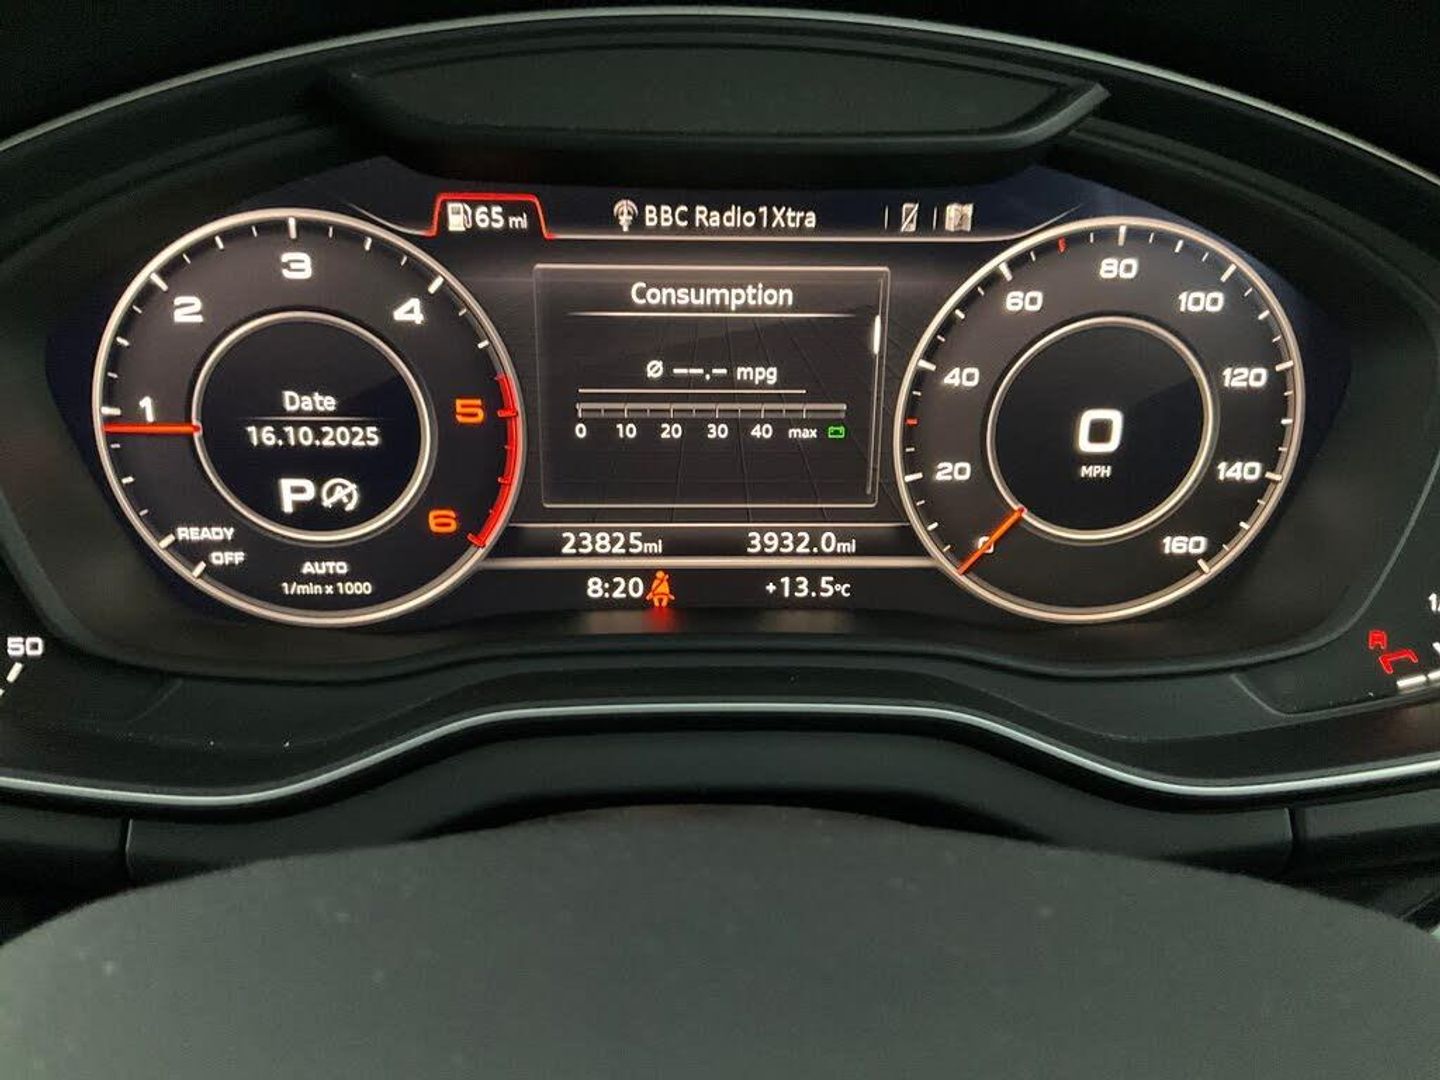 65 mi
BBC Radio1Xtra
Consumption
Ø --.- mpg
0 10 20 30 40 max
1
2
3
4
5
6
Date
16.10.2025
P
A
READY
OFF
AUTO
1/min x 1000
0
20
40
60
80
100
120
140
160
0
MPH
23825mi
3932.0mi
8:20
+13.5°C
50
R